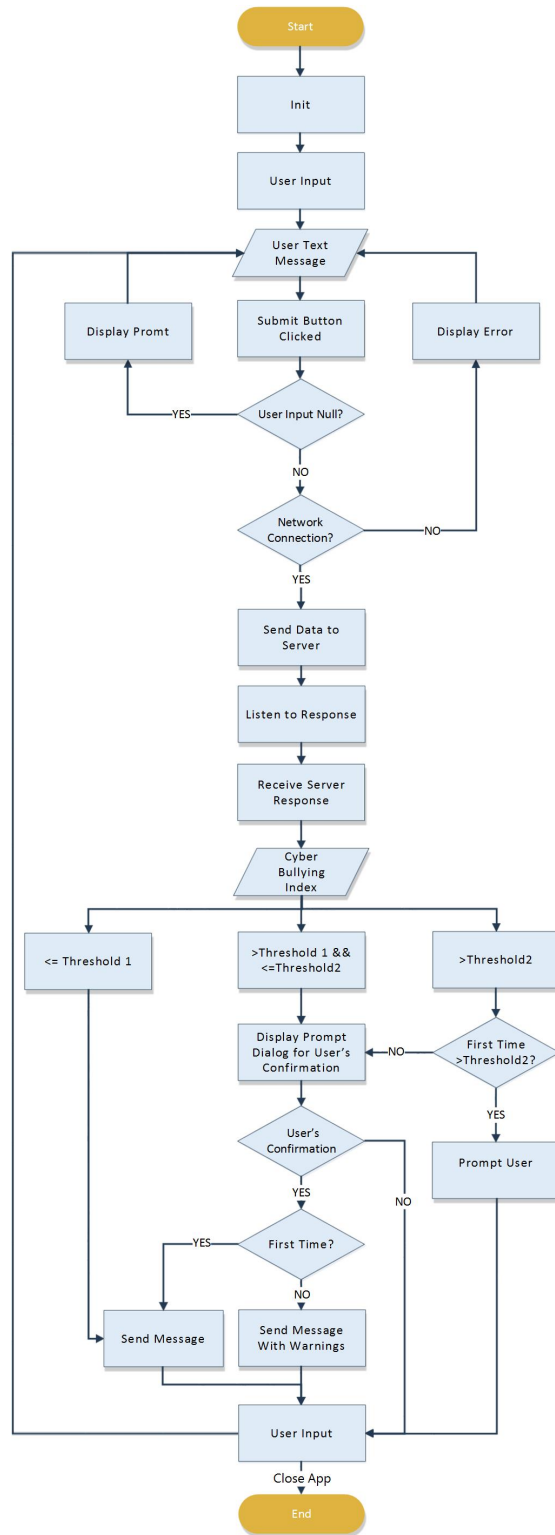 Start
Init
User Input
User Text
Message
Submit Button
Clicked
Display Promt
Display Error
User Input Null?
YES
NO
Network
Connection?
NO
YES
Send Data to
Server
Listen to Response
Receive Server
Response
Cyber
Bullying
Index
<= Threshold 1
>Threshold 1 &&
<=Threshold2
>Threshold2
Display Prompt
Dialog for User's
Confirmation
NO
First Time
>Threshold2?
YES
User's
Confirmation
Prompt User
YES
NO
First Time?
YES
NO
Send Message
Send Message
With Warnings
User Input
Close App
End